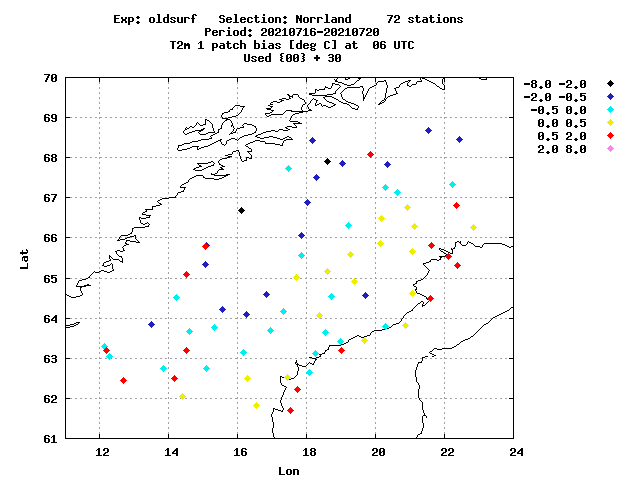 Exp: oldsurf   Selection: Norrland     72 stations
Period: 20210716-20210720
T2m 1 patch bias [deg C] at  06 UTC
Used {00} + 30
-8.0 -2.0
-2.0 -0.5
-0.5 0.0
0.0 0.5
0.5 2.0
2.0 8.0
70
69
68
67
66
65
64
63
62
61
Lat
12 14 16 18 20 22 24
Lon